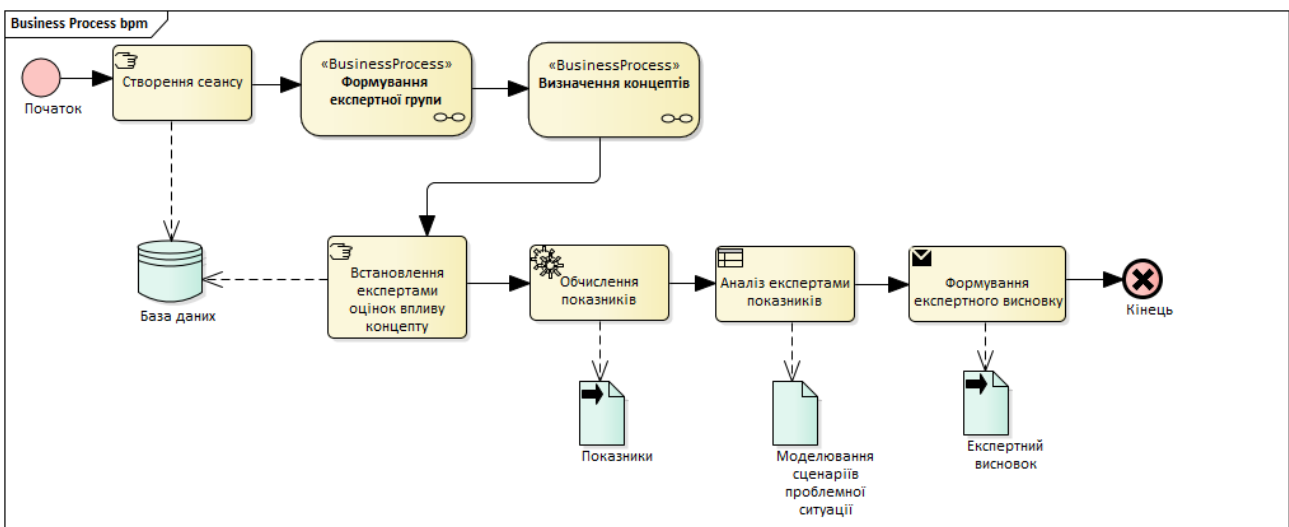 Business Process bpm
Початок
Створення сеансу
«BusinessProcess»
Формування
експертної групи
«BusinessProcess»
Визначення концептів
База даних
Встановлення
експертами
оцінок впливу
концепту
Обчислення
показників
Аналіз експертами
показників
Формування
експертного висновку
Кінець
Показники
Моделювання
сценаріїв
проблемної
ситуації
Експертний
висновок